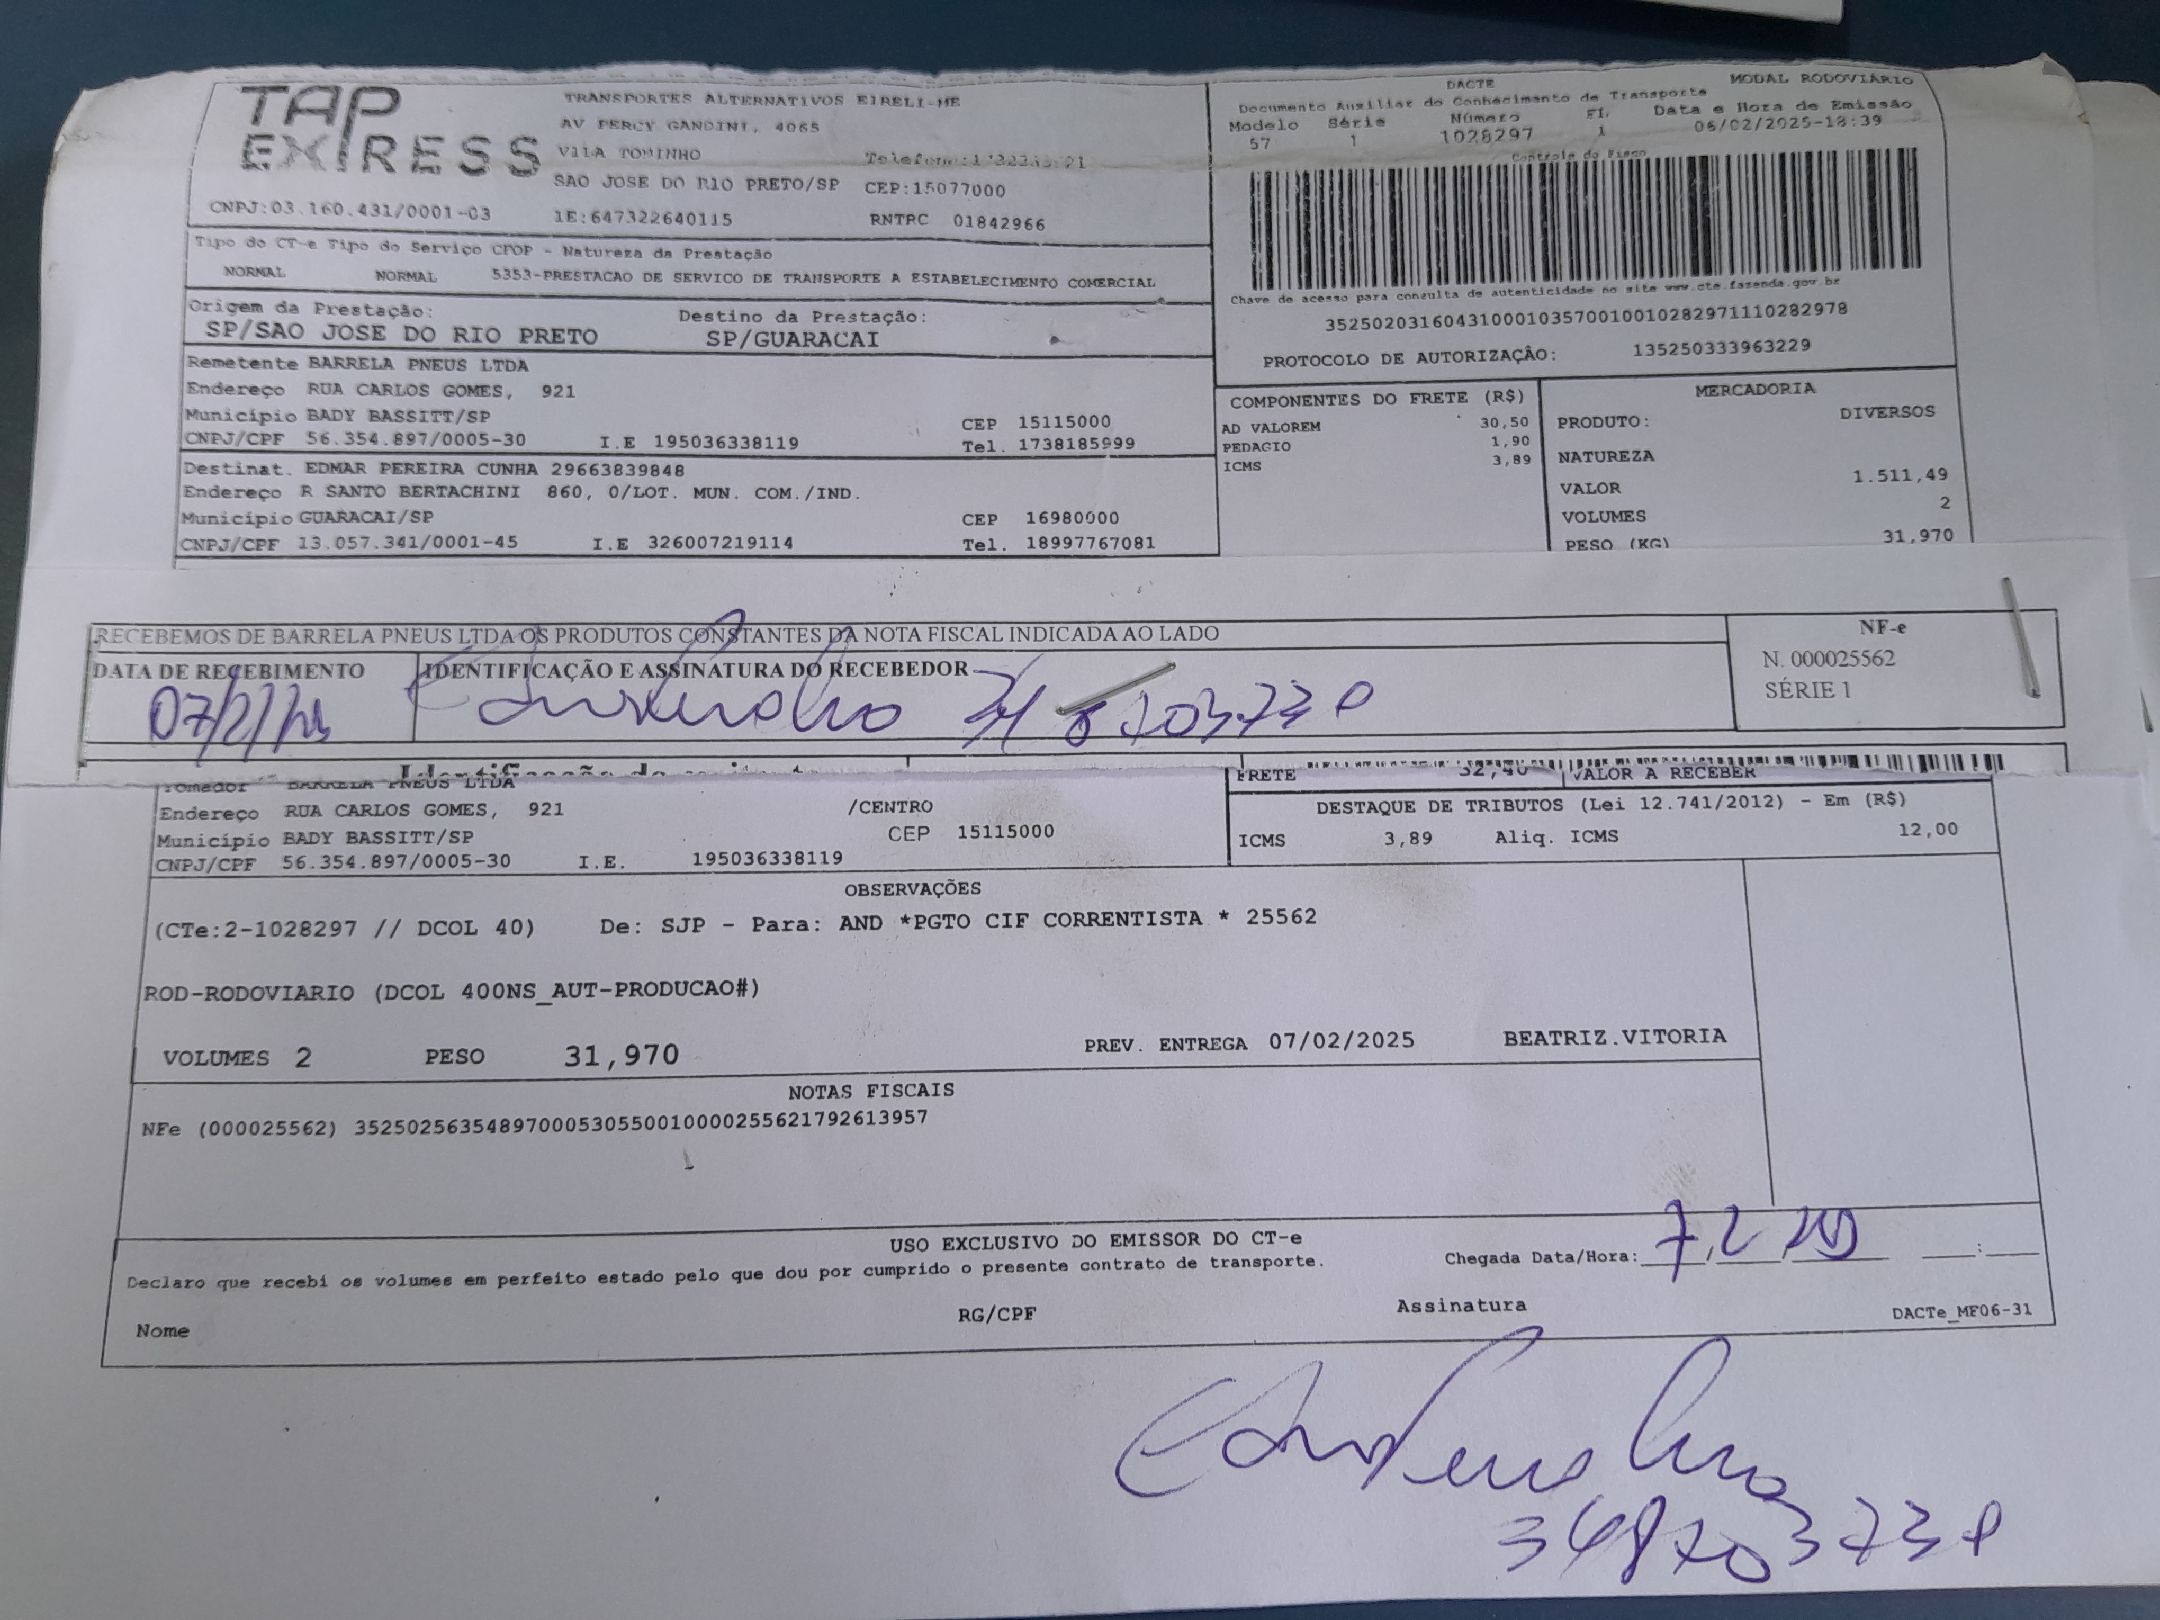 TAP EXPRESS
TRANSPORTES ALTERNATIVOS EIRELI-ME
AV PERCY GANDINI, 4065
VILA TONINHO
SAO JOSE DO RIO PRETO/SP CEP:15077000
CNPJ:03.160.431/0001-03 IE:647322640115 RNTRC 01842966
DACTE MODAL RODOVIÁRIO
Documento Auxiliar do Conhecimento de Transporte
Modelo Série Número FL Data e Hora de Emissão
57 1 1028297 1 06/02/2025-18:39
Controle do Fisco
Chave de acesso para consulta de autenticidade no site www.cte.fazenda.gov.br
35250203160431000103570010010282971110282978
PROTOCOLO DE AUTORIZAÇÃO: 135250333963229
Tipo do CT-e Tipo do Serviço CFOP - Natureza da Prestação
NORMAL NORMAL 5353-PRESTACAO DE SERVICO DE TRANSPORTE A ESTABELECIMENTO COMERCIAL
Origem da Prestação: Destino da Prestação:
SP/SAO JOSE DO RIO PRETO SP/GUARACAI
Remetente BARRELA PNEUS LTDA
Endereço RUA CARLOS GOMES, 921
Município BADY BASSITT/SP CEP 15115000
CNPJ/CPF 56.354.897/0005-30 I.E 195036338119 Tel. 1738185999
Destinat. EDMAR PEREIRA CUNHA 29663839848
Endereço R SANTO BERTACHINI 860, 0/LOT. MUN. COM./IND.
Município GUARACAI/SP CEP 16980000
CNPJ/CPF 13.057.341/0001-45 I.E 326007219114 Tel. 18997767081
COMPONENTES DO FRETE (R$)
AD VALOREM 30,50
PEDAGIO 1,90
ICMS 3,89
MERCADORIA
PRODUTO: DIVERSOS
NATUREZA
VALOR 1.511,49
VOLUMES 2
PESO (KG) 31,970
RECEBEMOS DE BARRELA PNEUS LTDA OS PRODUTOS CONSTANTES DA NOTA FISCAL INDICADA AO LADO
DATA DE RECEBIMENTO IDENTIFICAÇÃO E ASSINATURA DO RECEBEDOR
NF-e
N. 000025562
SÉRIE 1
Tomador BARRELA PNEUS LTDA
Endereço RUA CARLOS GOMES, 921 /CENTRO
Município BADY BASSITT/SP CEP 15115000
CNPJ/CPF 56.354.897/0005-30 I.E. 195036338119
FRETE 32,40 VALOR A RECEBER
DESTAQUE DE TRIBUTOS (Lei 12.741/2012) - Em (R$)
ICMS 3,89 Aliq. ICMS 12,00
OBSERVAÇÕES
(CTe:2-1028297 // DCOL 40) De: SJP - Para: AND *PGTO CIF CORRENTISTA * 25562
ROD-RODOVIARIO (DCOL 400NS_AUT-PRODUCAO#)
VOLUMES 2 PESO 31,970 PREV. ENTREGA 07/02/2025 BEATRIZ.VITORIA
NOTAS FISCAIS
NFe (000025562) 35250256354897000530550010000255621792613957
USO EXCLUSIVO DO EMISSOR DO CT-e
Declaro que recebi os volumes em perfeito estado pelo que dou por cumprido o presente contrato de transporte. Chegada Data/Hora:
Nome RG/CPF Assinatura DACTe_MF06-31